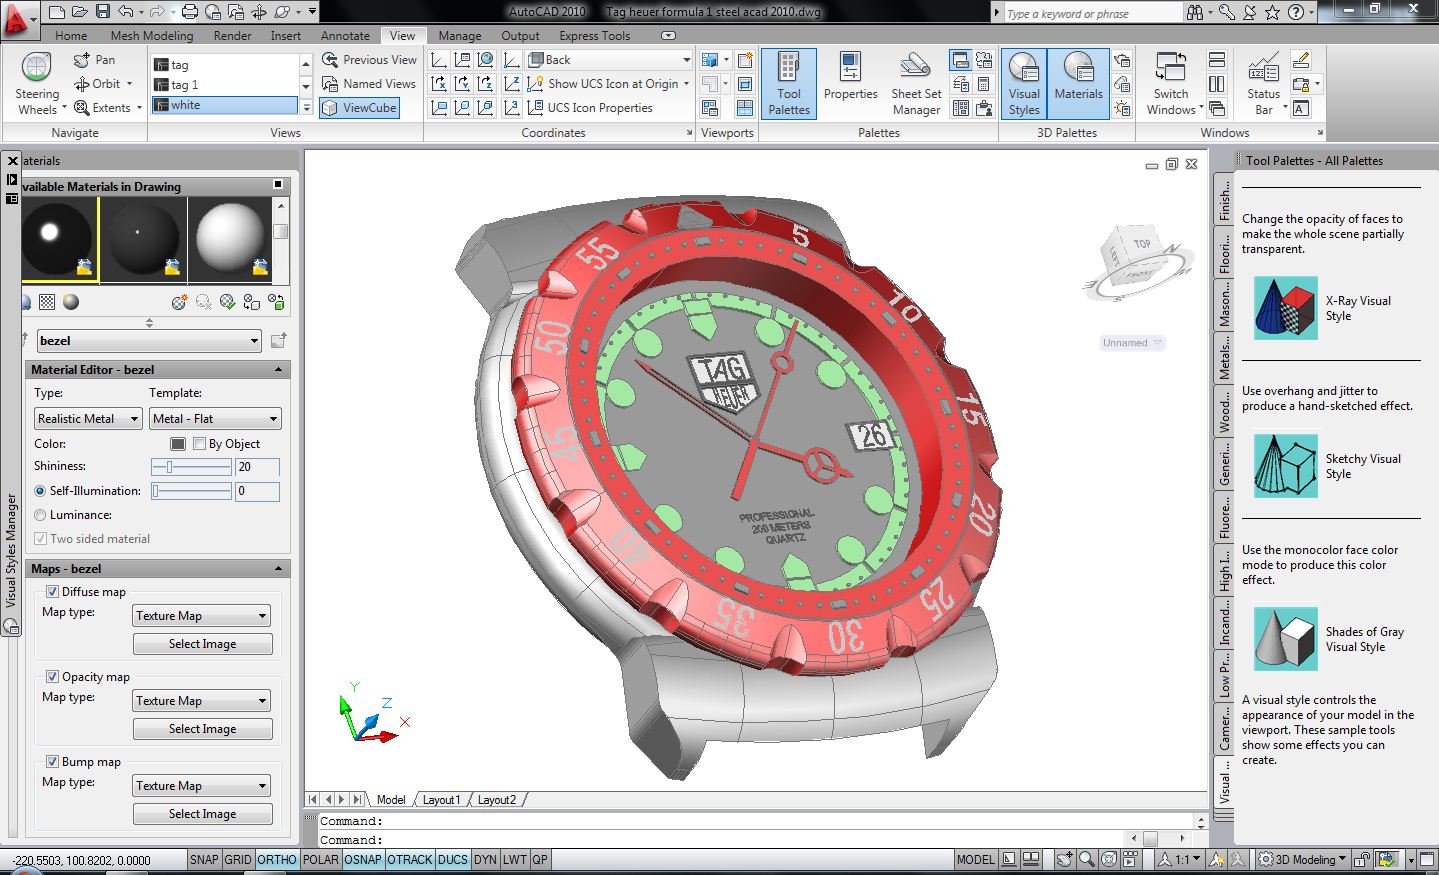 AutoCAD 2010 Tag heuer formula 1 steel acad 2010.dwg
Type a keyword or phrase
Home Mesh Modeling Render Insert Annotate View Manage Output Express Tools
Steering Wheels
Pan
Orbit
Extents
Navigate
tag
tag 1
white
Previous View
Named Views
ViewCube
Views
Back
Show UCS Icon at Origin
UCS Icon Properties
Coordinates
Viewports
Tool Palettes
Properties
Sheet Set Manager
Palettes
Visual Styles
Materials
3D Palettes
Switch Windows
Status Bar
Windows
aterials
vailable Materials in Drawing
bezel
Material Editor - bezel
Type: Template:
Realistic Metal Metal - Flat
Color: By Object
Shininess: 20
Self-Illumination: 0
Luminance:
Two sided material
Maps - bezel
Diffuse map
Map type: Texture Map
Select Image
Opacity map
Map type: Texture Map
Select Image
Bump map
Map type: Texture Map
Select Image
Visual Styles Manager
5
10
15
20
25
30
35
40
45
50
55
TAG
HEUER
26
PROFESSIONAL
200 METERS
QUARTZ
TOP
LEFT
FRONT
N
Unnamed
Y
Z
X
Model Layout1 Layout2
Command:
Command:
Tool Palettes - All Palettes
Finish...
Floori...
Mason...
Metals...
Wood...
Generi...
Fluore...
High I...
Incand...
Low Pr...
Camer...
Visual ...
Change the opacity of faces to
make the whole scene partially
transparent.
X-Ray Visual
Style
Use overhang and jitter to
produce a hand-sketched effect.
Sketchy Visual
Style
Use the monocolor face color
mode to produce this color
effect.
Shades of Gray
Visual Style
A visual style controls the
appearance of your model in the
viewport. These sample tools
show some effects you can
create.
-220.5503, 100.8202, 0.0000 SNAP GRID ORTHO POLAR OSNAP OTRACK DUCS DYN LWT QP MODEL 1:1 3D Modeling